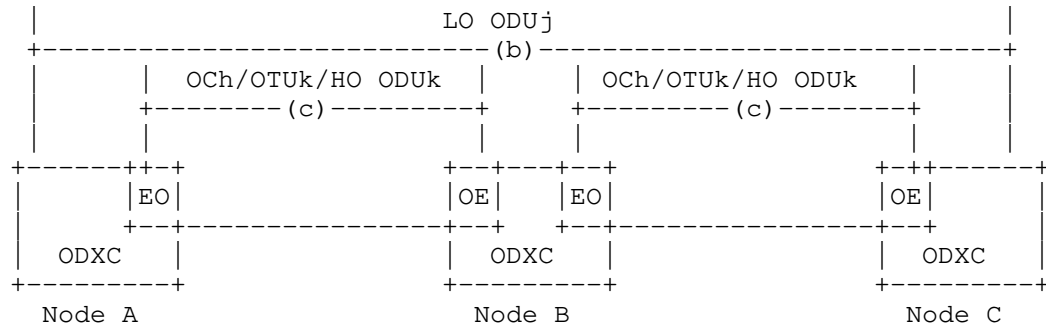 LO ODUj
(b)
OCh/OTUk/HO ODUk OCh/OTUk/HO ODUk
(c) (c)
EO OE EO OE
ODXC ODXC ODXC
Node A Node B Node C